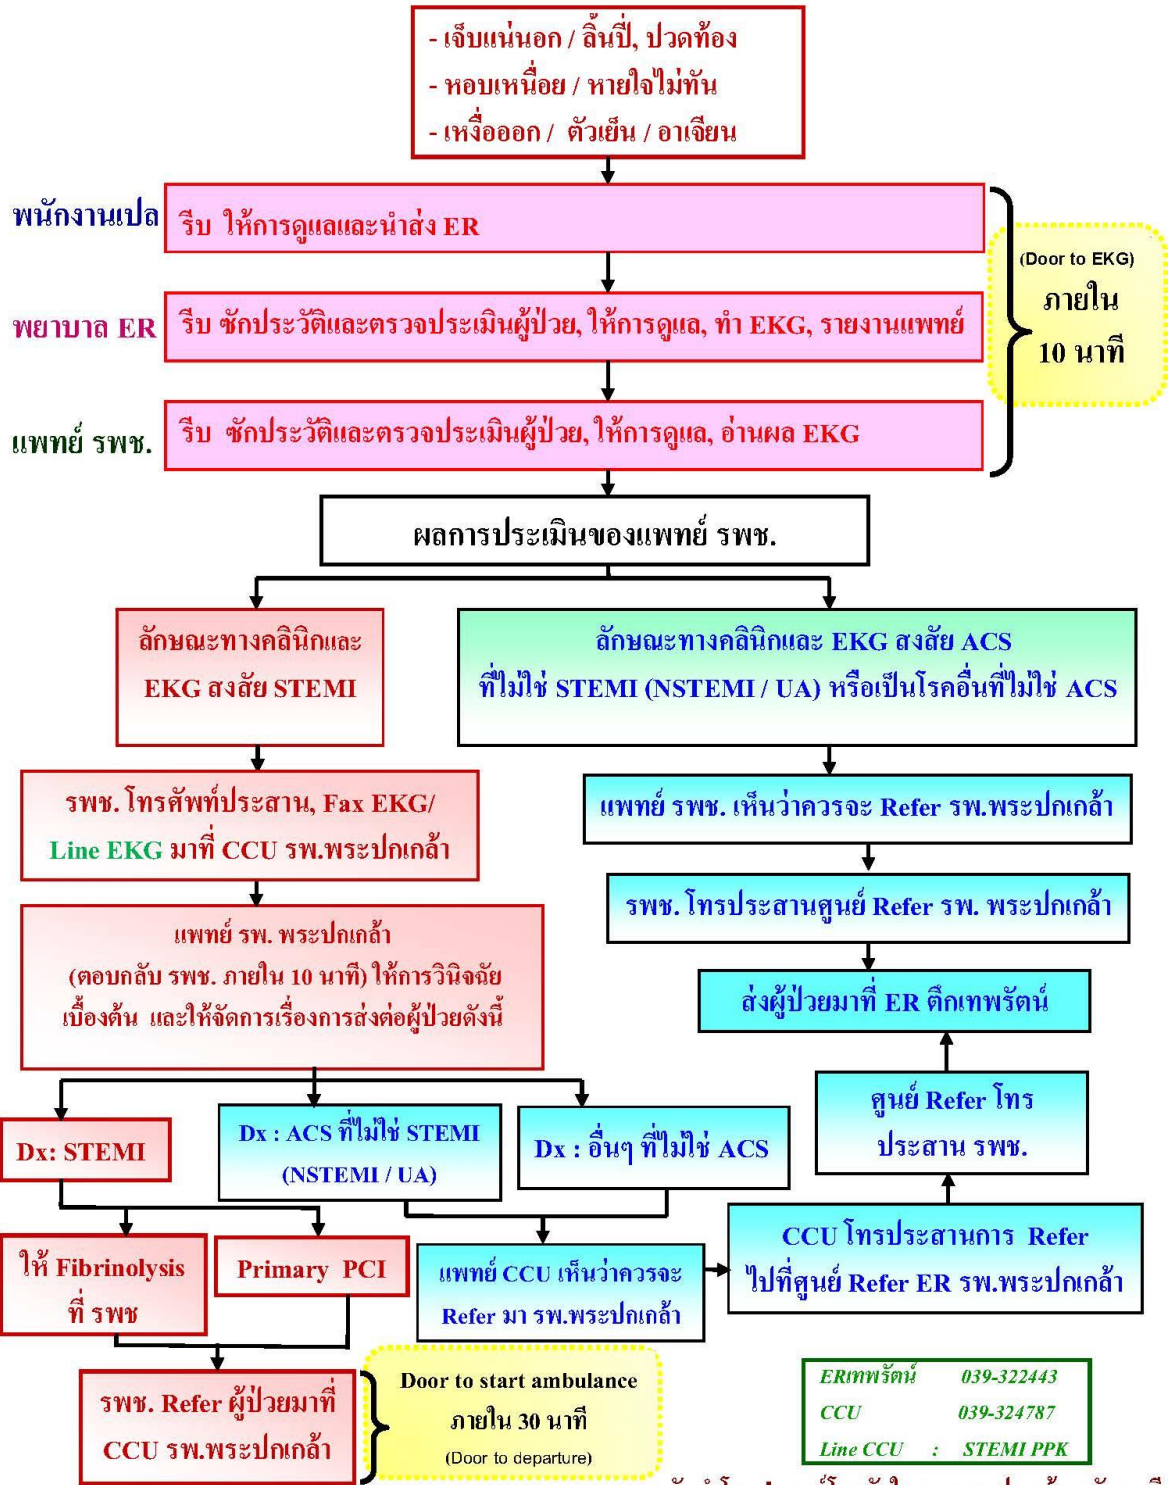 - เจ็บแน่นอก / ลิ้นปี่, ปวดท้อง
- หอบเหนื่อย / หายใจไม่ทัน
- เหงื่อออก / ตัวเย็น / อาเจียน
พนักงานเปล
รีบ ให้การดูแลและนำส่ง ER
(Door to EKG)
ภายใน
10 นาที
พยาบาล ER
รีบ ซักประวัติและตรวจประเมินผู้ป่วย, ให้การดูแล, ทำ EKG, รายงานแพทย์
แพทย์ รพช.
รีบ ซักประวัติและตรวจประเมินผู้ป่วย, ให้การดูแล, อ่านผล EKG
ผลการประเมินของแพทย์ รพช.
ลักษณะทางคลินิกและ
EKG สงสัย STEMI
ลักษณะทางคลินิกและ EKG สงสัย ACS
ที่ไม่ใช่ STEMI (NSTEMI / UA) หรือเป็นโรคอื่นที่ไม่ใช่ ACS
รพช. โทรศัพท์ประสาน, Fax EKG/
Line EKG มาที่ CCU รพ.พระปกเกล้า
แพทย์ รพช. เห็นว่าควรจะ Refer รพ.พระปกเกล้า
รพช. โทรประสานศูนย์ Refer รพ. พระปกเกล้า
แพทย์ รพ. พระปกเกล้า
(ตอบกลับ รพช. ภายใน 10 นาที) ให้การวินิจฉัย
เบื้องต้น และให้จัดการเรื่องการส่งต่อผู้ป่วยดังนี้
ส่งผู้ป่วยมาที่ ER ตึกเทพรัตน์
ศูนย์ Refer โทร
ประสาน รพช.
Dx: STEMI
Dx : ACS ที่ไม่ใช่ STEMI
(NSTEMI / UA)
Dx : อื่นๆ ที่ไม่ใช่ ACS
ให้ Fibrinolysis
ที่ รพช
Primary PCI
แพทย์ CCU เห็นว่าควรจะ
Refer มา รพ.พระปกเกล้า
CCU โทรประสานการ Refer
ไปที่ศูนย์ Refer ER รพ.พระปกเกล้า
รพช. Refer ผู้ป่วยมาที่
CCU รพ.พระปกเกล้า
Door to start ambulance
ภายใน 30 นาที
(Door to departure)
ERเทพรัตน์ 039-322443
CCU 039-324787
Line CCU : STEMI PPK